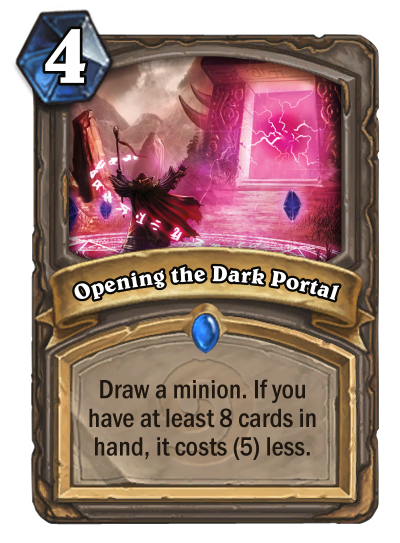 4
Opening the Dark Portal
Draw a minion. If you
have at least 8 cards in
hand, it costs (5) less.